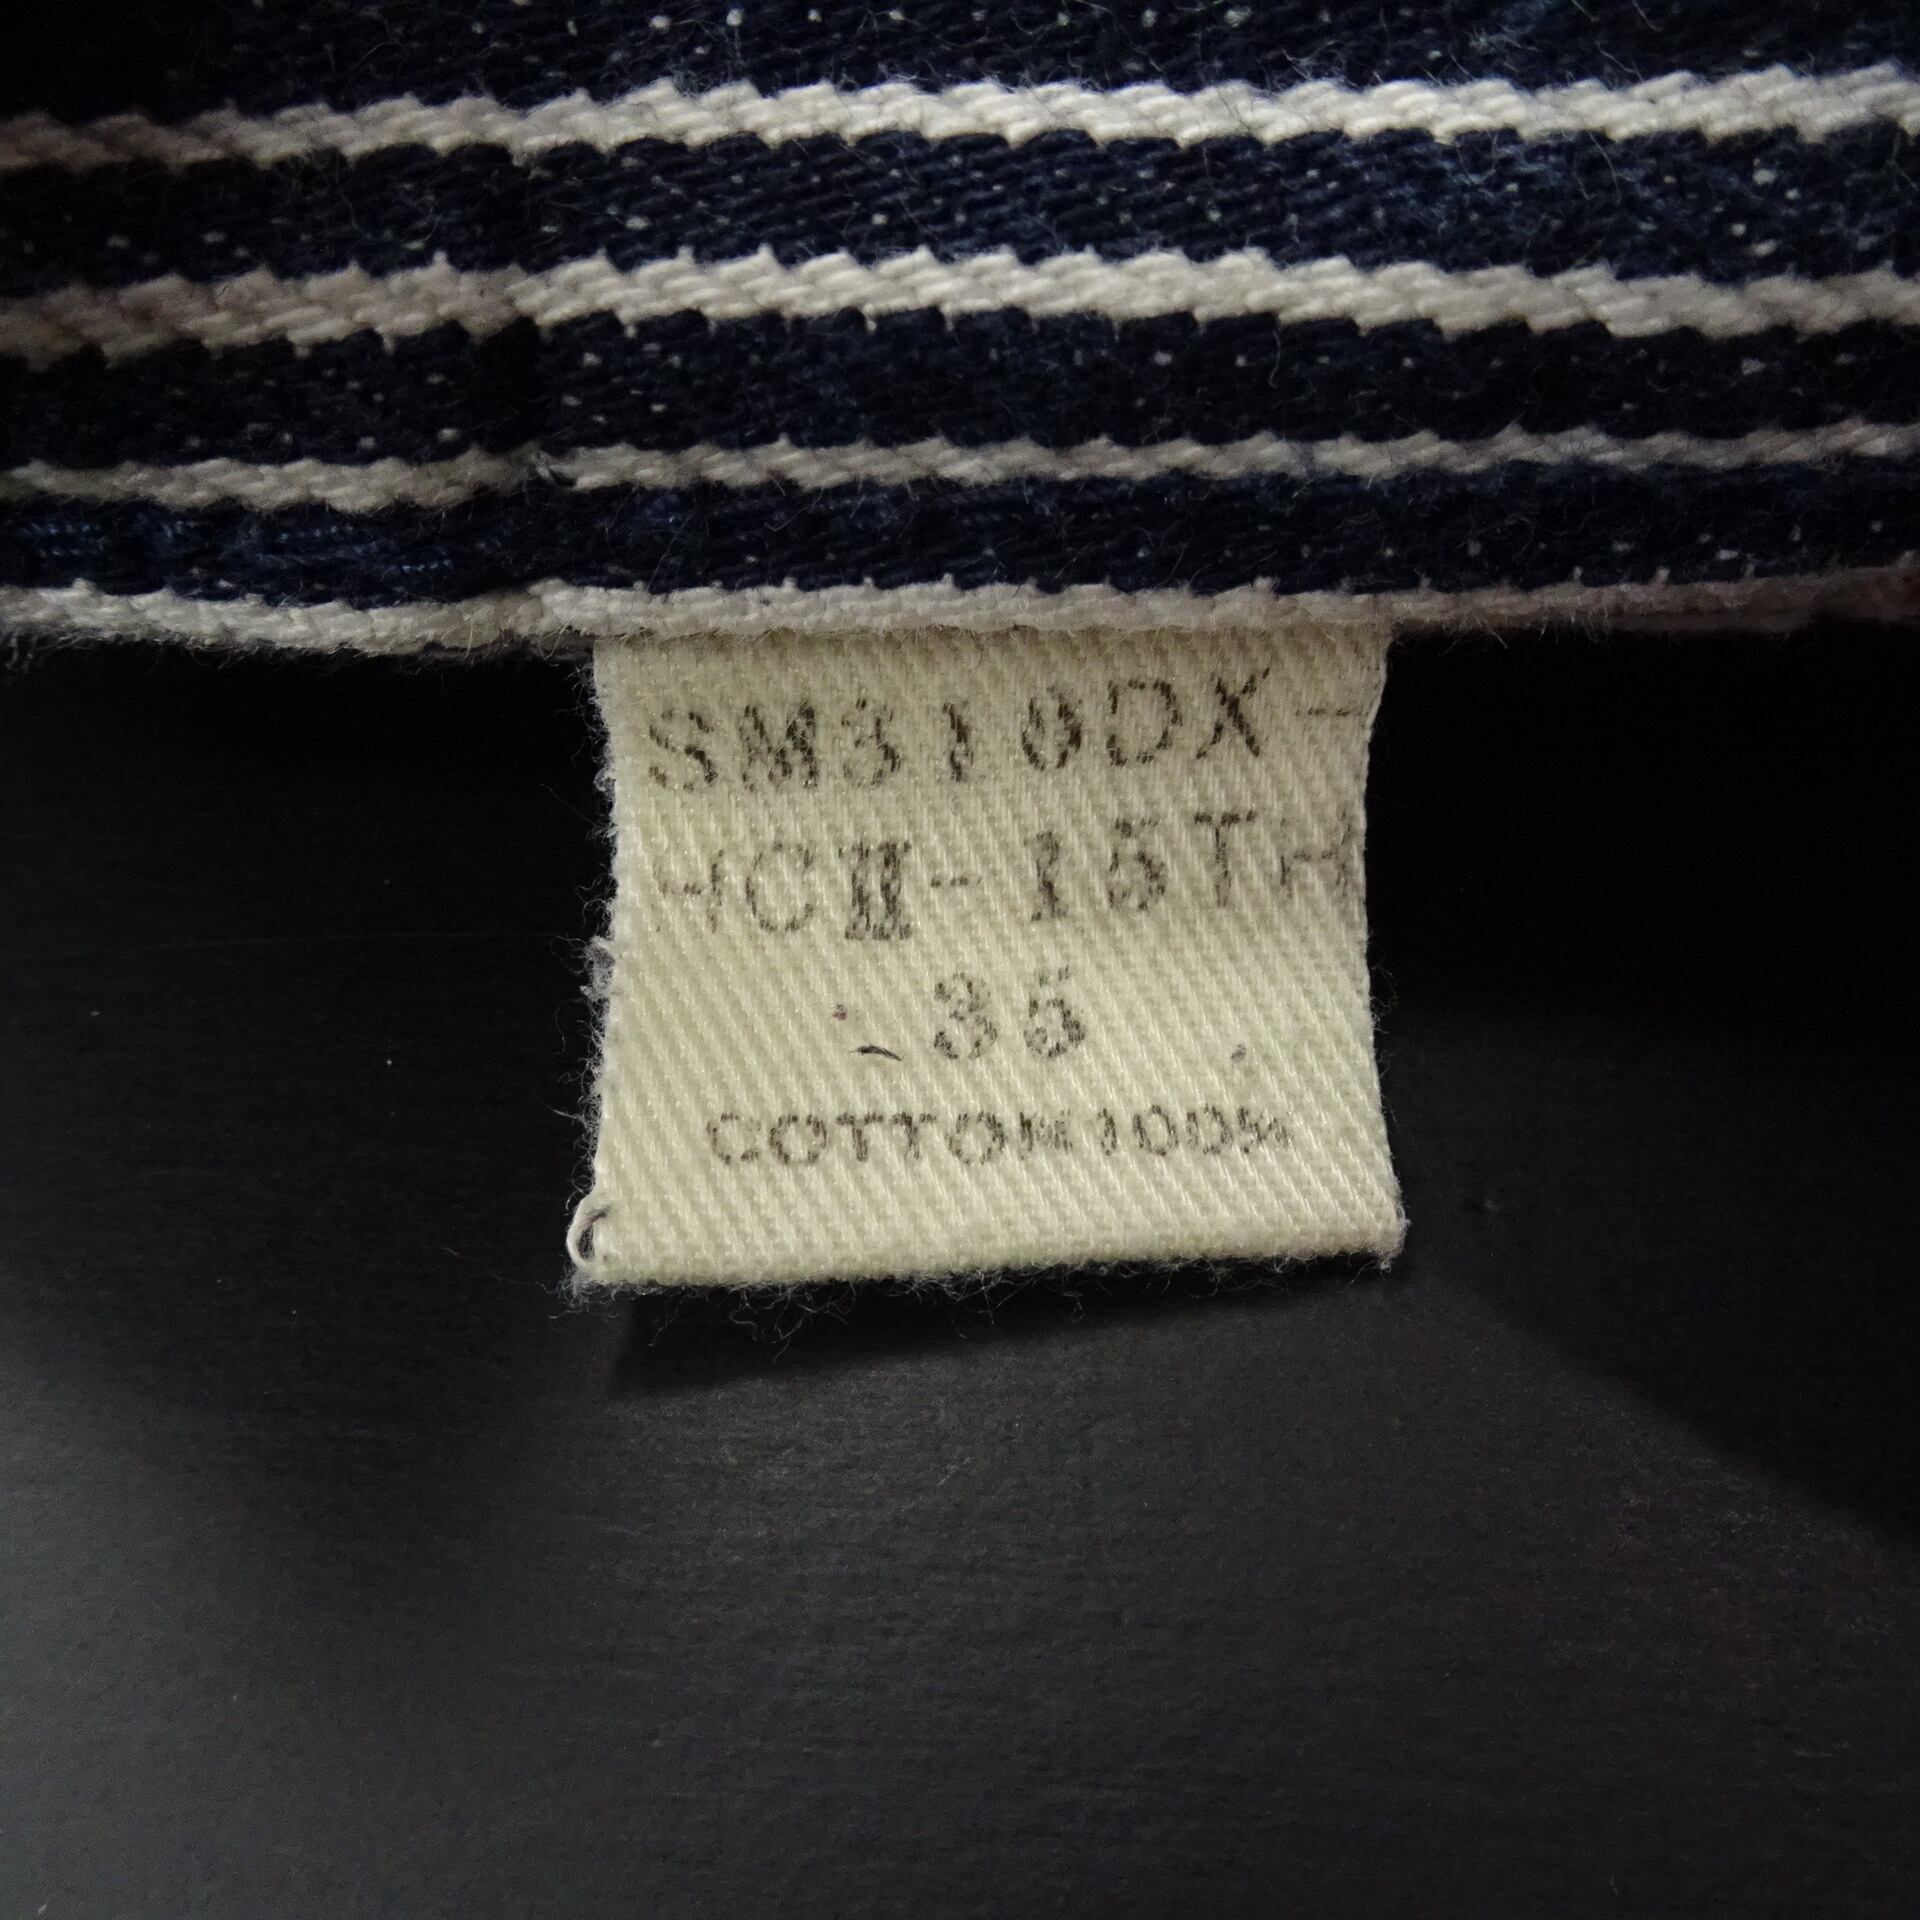 SM310DX-
HCⅡ-15TH
35
COTTON100%